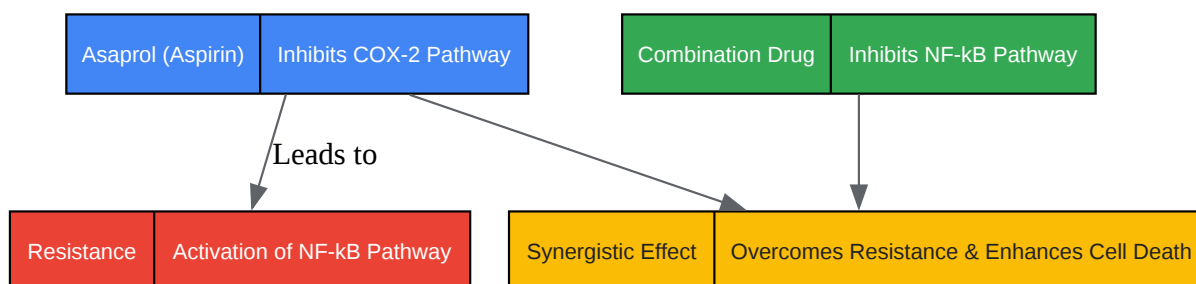 Asaprol (Aspirin)
Inhibits COX-2 Pathway
Combination Drug
Inhibits NF-kB Pathway
Leads to
Resistance
Activation of NF-kB Pathway
Synergistic Effect
Overcomes Resistance & Enhances Cell Death